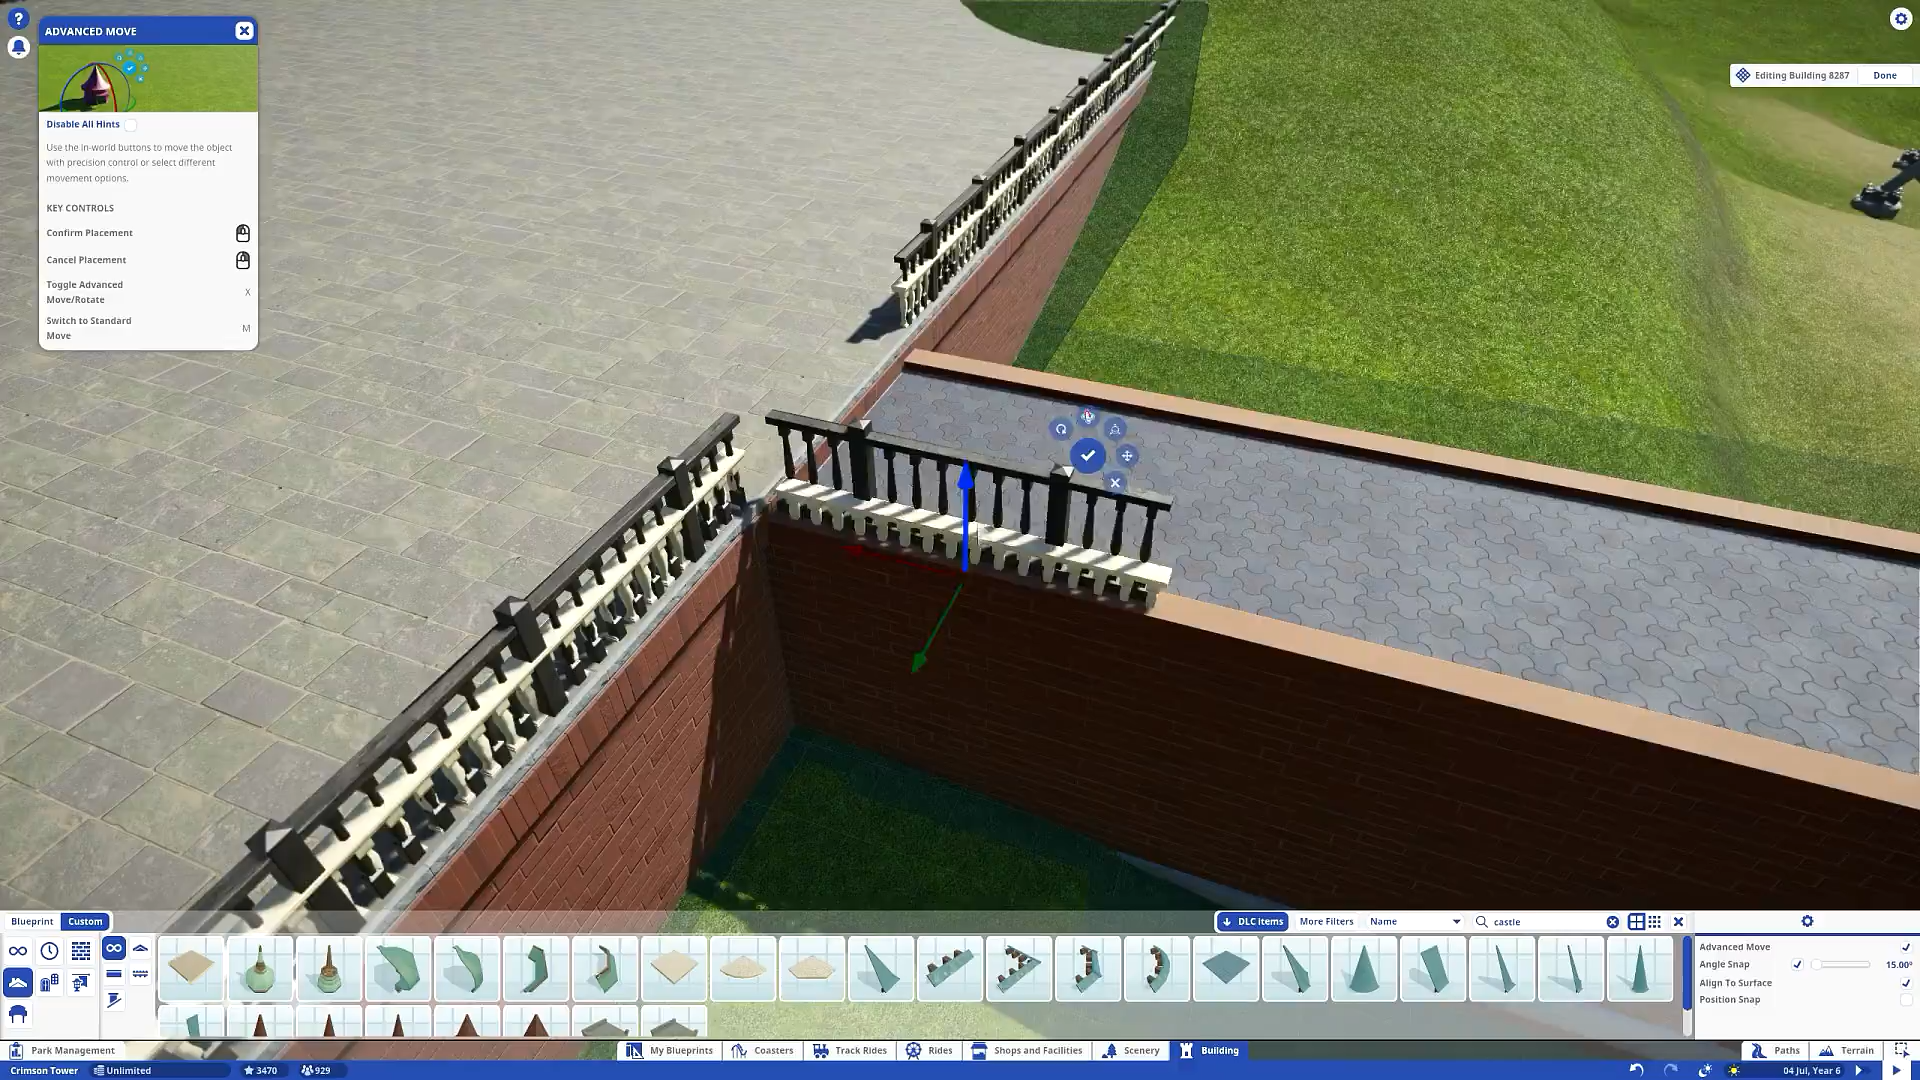 ?
ADVANCED MOVE
Disable All Hints
Use the in-world buttons to move the object
with precision control or select different
movement options.
KEY CONTROLS
Confirm Placement
Cancel Placement
Toggle Advanced
Move/Rotate
X
Switch to Standard
Move
M
Editing Building 8287
Done
Blueprint
Custom
DLC Items
More Filters
Name
castle
Advanced Move
Angle Snap
15.00°
Align To Surface
Position Snap
Park Management
My Blueprints
Coasters
Track Rides
Rides
Shops and Facilities
Scenery
Building
Paths
Terrain
Crimson Tower
Unlimited
3470
929
04 Jul, Year 6